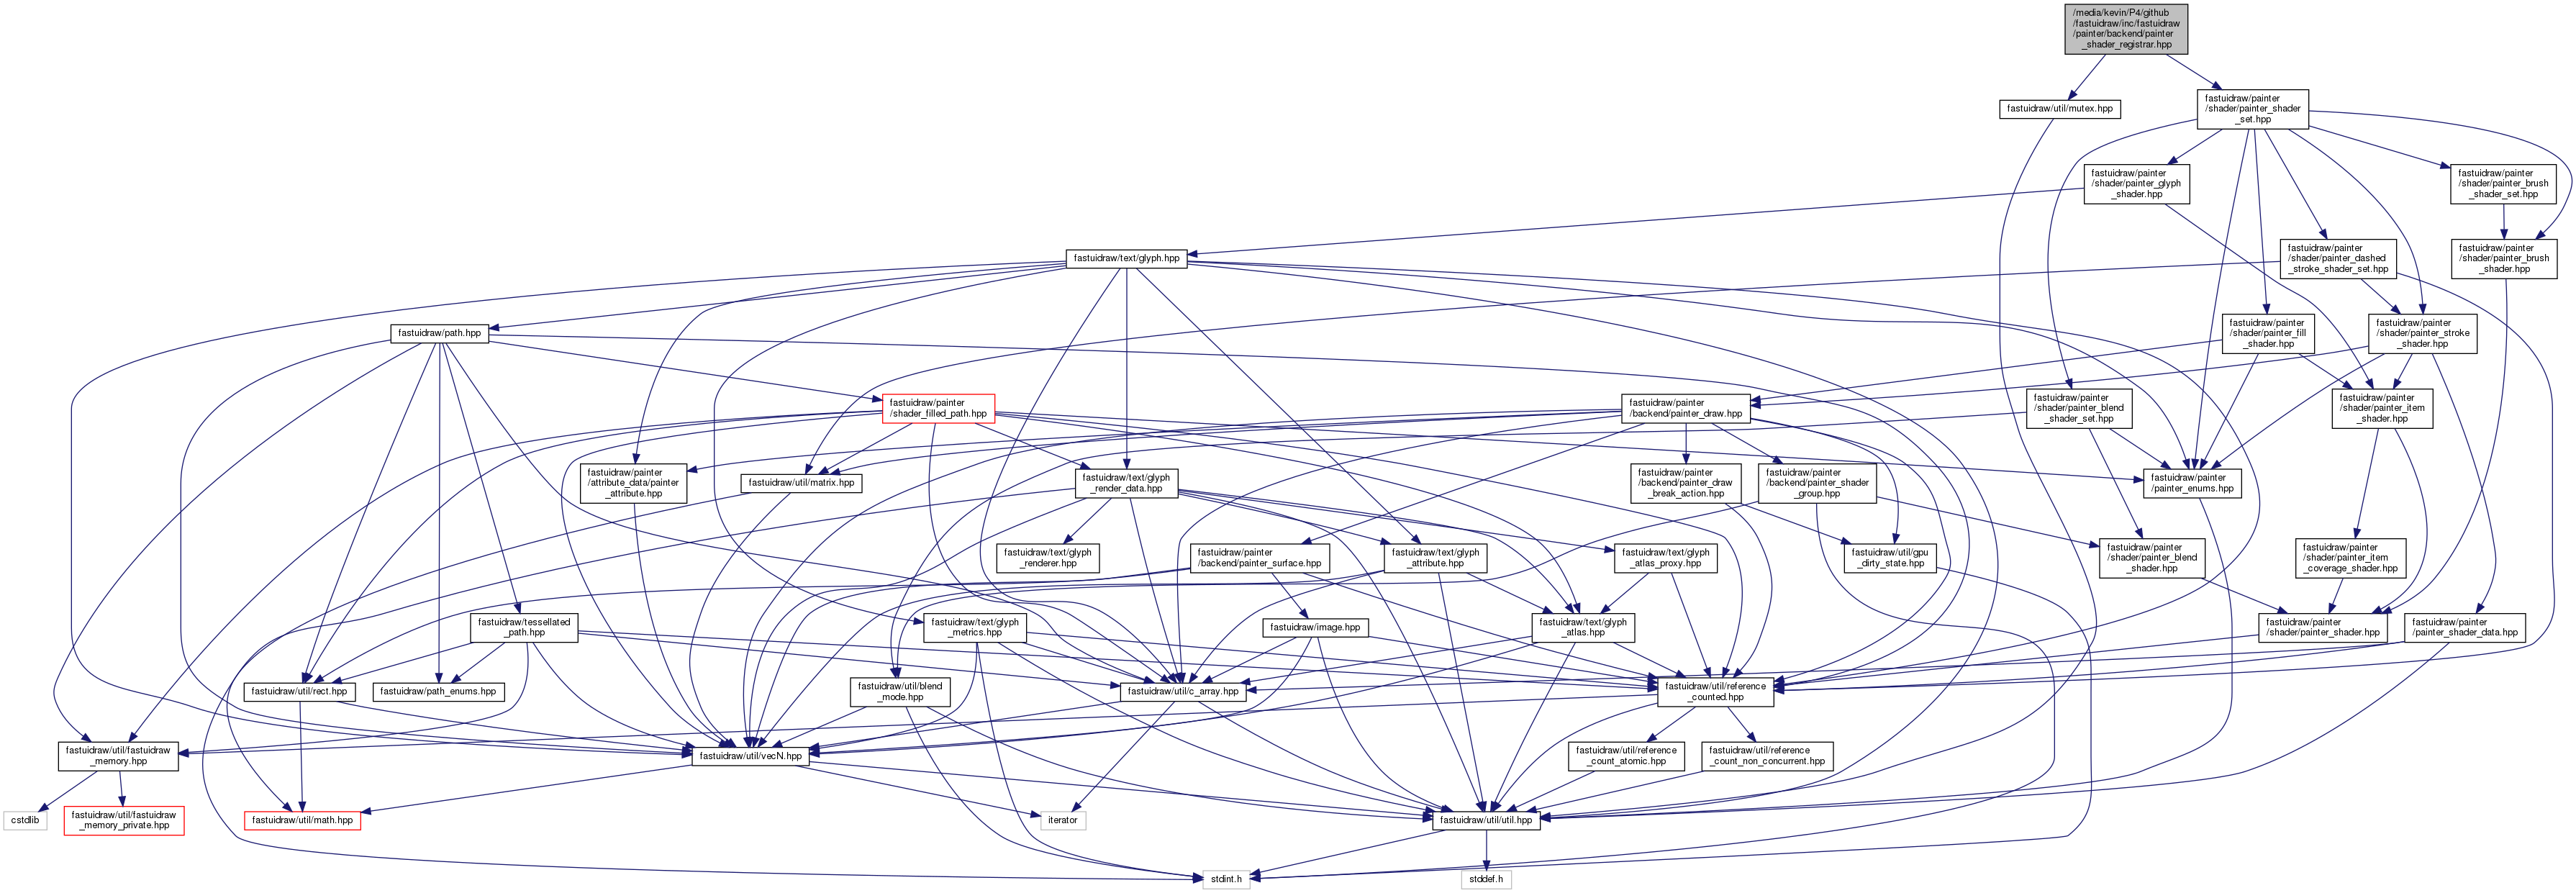 /media/kevin/P4/github
/fastuidraw/inc/fastuidraw
/painter/backend/painter
_shader_registrar.hpp
fastuidraw/util/mutex.hpp
fastuidraw/painter
/shader/painter_shader
_set.hpp
fastuidraw/painter
/shader/painter_glyph
_shader.hpp
fastuidraw/painter
/shader/painter_brush
_shader_set.hpp
fastuidraw/text/glyph.hpp
fastuidraw/painter
/shader/painter_dashed
_stroke_shader_set.hpp
fastuidraw/painter
/shader/painter_brush
_shader.hpp
fastuidraw/path.hpp
fastuidraw/painter
/shader/painter_fill
_shader.hpp
fastuidraw/painter
/shader/painter_stroke
_shader.hpp
fastuidraw/painter
/shader_filled_path.hpp
fastuidraw/painter
/backend/painter_draw.hpp
fastuidraw/painter
/shader/painter_blend
_shader_set.hpp
fastuidraw/painter
/shader/painter_item
_shader.hpp
fastuidraw/painter
/attribute_data/painter
_attribute.hpp
fastuidraw/util/matrix.hpp
fastuidraw/text/glyph
_render_data.hpp
fastuidraw/painter
/backend/painter_draw
_break_action.hpp
fastuidraw/painter
/backend/painter_shader
_group.hpp
fastuidraw/painter
/painter_enums.hpp
fastuidraw/text/glyph
_renderer.hpp
fastuidraw/painter
/backend/painter_surface.hpp
fastuidraw/text/glyph
_attribute.hpp
fastuidraw/text/glyph
_atlas_proxy.hpp
fastuidraw/util/gpu
_dirty_state.hpp
fastuidraw/painter
/shader/painter_blend
_shader.hpp
fastuidraw/painter
/shader/painter_item
_coverage_shader.hpp
fastuidraw/tessellated
_path.hpp
fastuidraw/text/glyph
_metrics.hpp
fastuidraw/image.hpp
fastuidraw/text/glyph
_atlas.hpp
fastuidraw/painter
/shader/painter_shader.hpp
fastuidraw/painter
/painter_shader_data.hpp
fastuidraw/util/rect.hpp
fastuidraw/path_enums.hpp
fastuidraw/util/blend
_mode.hpp
fastuidraw/util/c_array.hpp
fastuidraw/util/reference
_counted.hpp
fastuidraw/util/fastuidraw
_memory.hpp
fastuidraw/util/vecN.hpp
fastuidraw/util/reference
_count_atomic.hpp
fastuidraw/util/reference
_count_non_concurrent.hpp
cstdlib
fastuidraw/util/fastuidraw
_memory_private.hpp
fastuidraw/util/math.hpp
iterator
fastuidraw/util/util.hpp
stdint.h
stddef.h